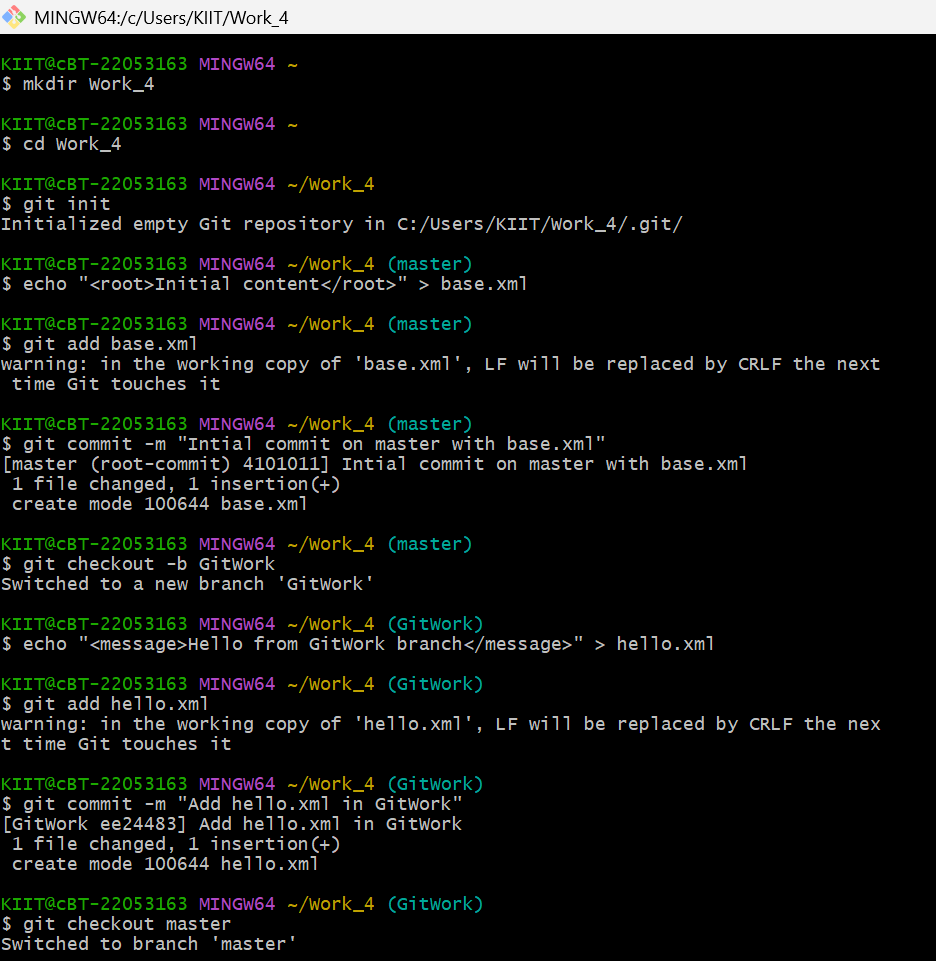 MINGW64:/c/Users/KIIT/Work_4
KIIT@cBT-22053163 MINGW64 ~
$ mkdir Work_4
KIIT@cBT-22053163 MINGW64 ~
$ cd Work_4
KIIT@cBT-22053163 MINGW64 ~/Work_4
$ git init
Initialized empty Git repository in C:/Users/KIIT/Work_4/.git/
KIIT@cBT-22053163 MINGW64 ~/Work_4 (master)
$ echo "<root>Initial content</root>" > base.xml
KIIT@cBT-22053163 MINGW64 ~/Work_4 (master)
$ git add base.xml
warning: in the working copy of 'base.xml', LF will be replaced by CRLF the next
 time Git touches it
KIIT@cBT-22053163 MINGW64 ~/Work_4 (master)
$ git commit -m "Intial commit on master with base.xml"
[master (root-commit) 4101011] Intial commit on master with base.xml
 1 file changed, 1 insertion(+)
 create mode 100644 base.xml
KIIT@cBT-22053163 MINGW64 ~/Work_4 (master)
$ git checkout -b GitWork
Switched to a new branch 'GitWork'
KIIT@cBT-22053163 MINGW64 ~/Work_4 (GitWork)
$ echo "<message>Hello from GitWork branch</message>" > hello.xml
KIIT@cBT-22053163 MINGW64 ~/Work_4 (GitWork)
$ git add hello.xml
warning: in the working copy of 'hello.xml', LF will be replaced by CRLF the nex
t time Git touches it
KIIT@cBT-22053163 MINGW64 ~/Work_4 (GitWork)
$ git commit -m "Add hello.xml in GitWork"
[GitWork ee24483] Add hello.xml in GitWork
 1 file changed, 1 insertion(+)
 create mode 100644 hello.xml
KIIT@cBT-22053163 MINGW64 ~/Work_4 (GitWork)
$ git checkout master
Switched to branch 'master'